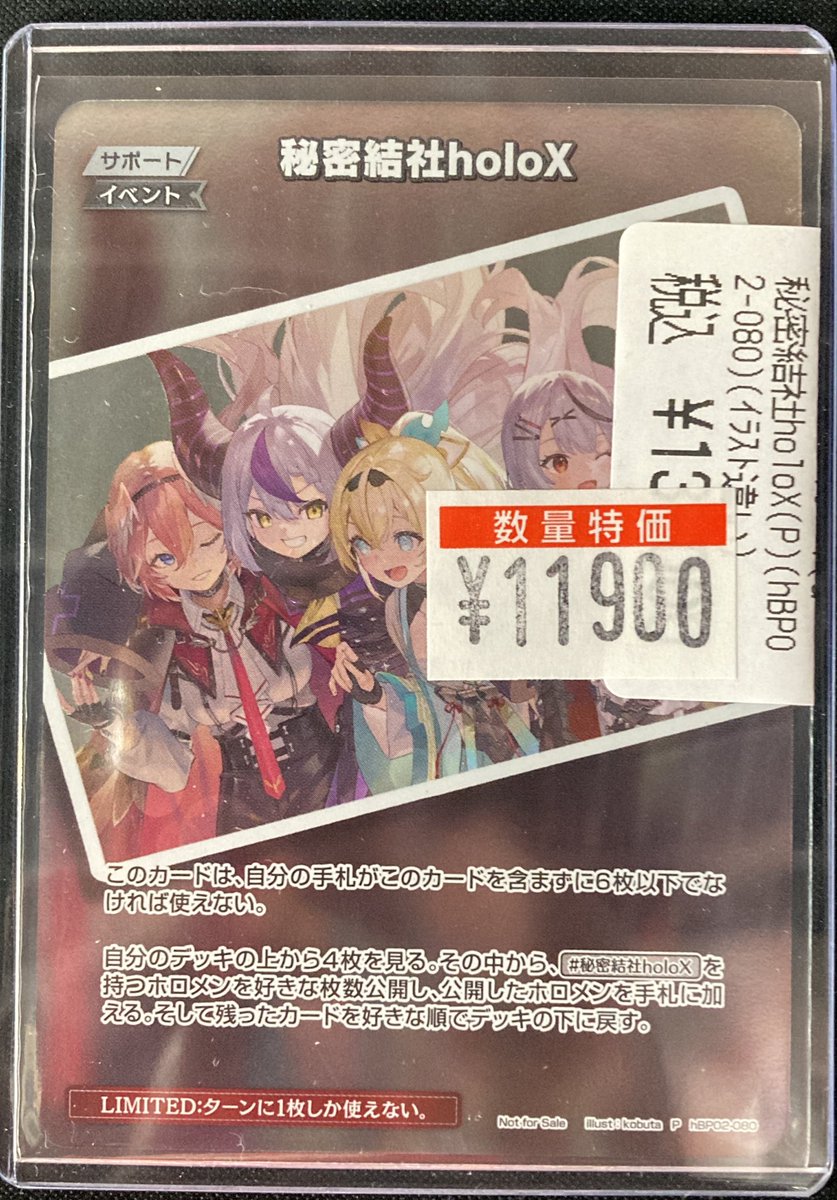 サポート
イベント
秘密結社holoX
秘密結社holoX(P)(hBP0
2-080)(イラスト違い)
税込 ¥13
数量特価
¥11900
このカードは、自分の手札がこのカードを含まずに6枚以下でな
ければ使えない。
自分のデッキの上から4枚を見る。その中から、#秘密結社holoXを
持つホロメンを好きな枚数公開し、公開したホロメンを手札に加
える。そして残ったカードを好きな順でデッキの下に戻す。
LIMITED:ターンに1枚しか使えない。
Not for Sale illust:kobuta P hBP02-080